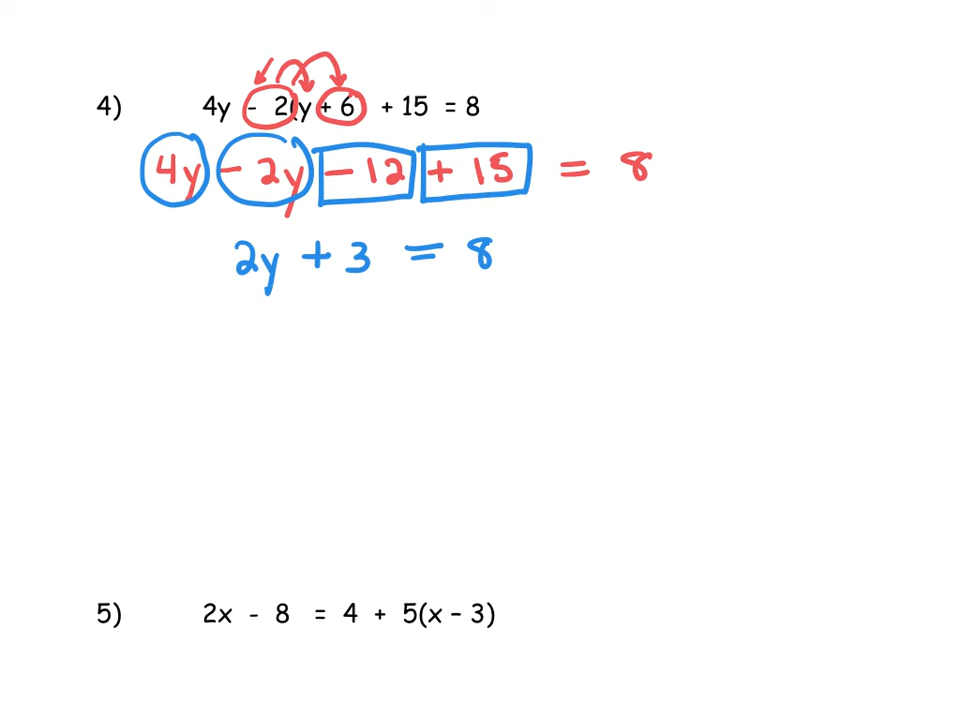 4) 4y - 2(y + 6) + 15 = 8
4y - 2y - 12 + 15 = 8
2y + 3 = 8
5) 2x - 8 = 4 + 5(x – 3)